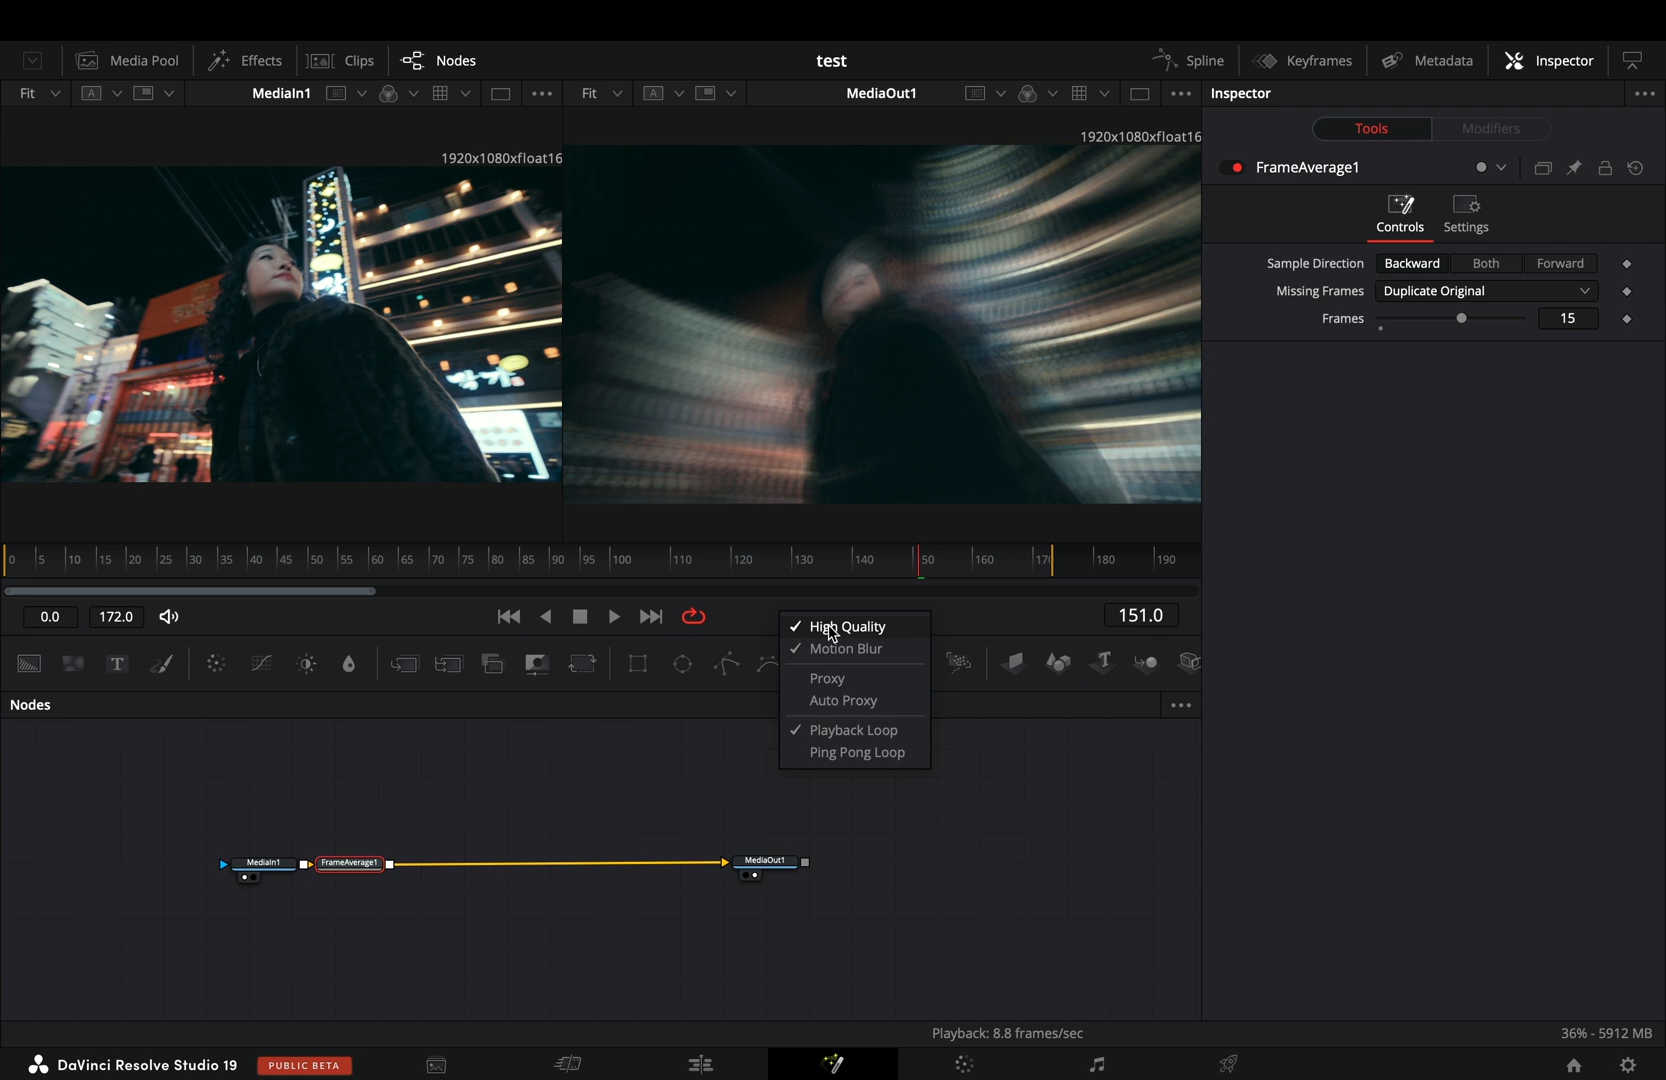 Media Pool Effects Clips Nodes test Spline Keyframes Metadata Inspector
Fit A MediaIn1 Fit A MediaOut1 Inspector
Tools Modifiers
1920x1080xfloat16
1920x1080xfloat16
FrameAverage1
Controls Settings
Sample Direction Backward Both Forward
Missing Frames Duplicate Original
Frames 15
0 5 10 15 20 25 30 35 40 45 50 55 60 65 70 75 80 85 90 95 100 110 120 130 140 50 160 170 180 190
0.0 172.0 151.0
High Quality
Motion Blur
Proxy
Auto Proxy
Playback Loop
Ping Pong Loop
T T
Nodes
MediaIn1 FrameAverage1 MediaOut1
Playback: 8.8 frames/sec 36% - 5912 MB
DaVinci Resolve Studio 19 PUBLIC BETA